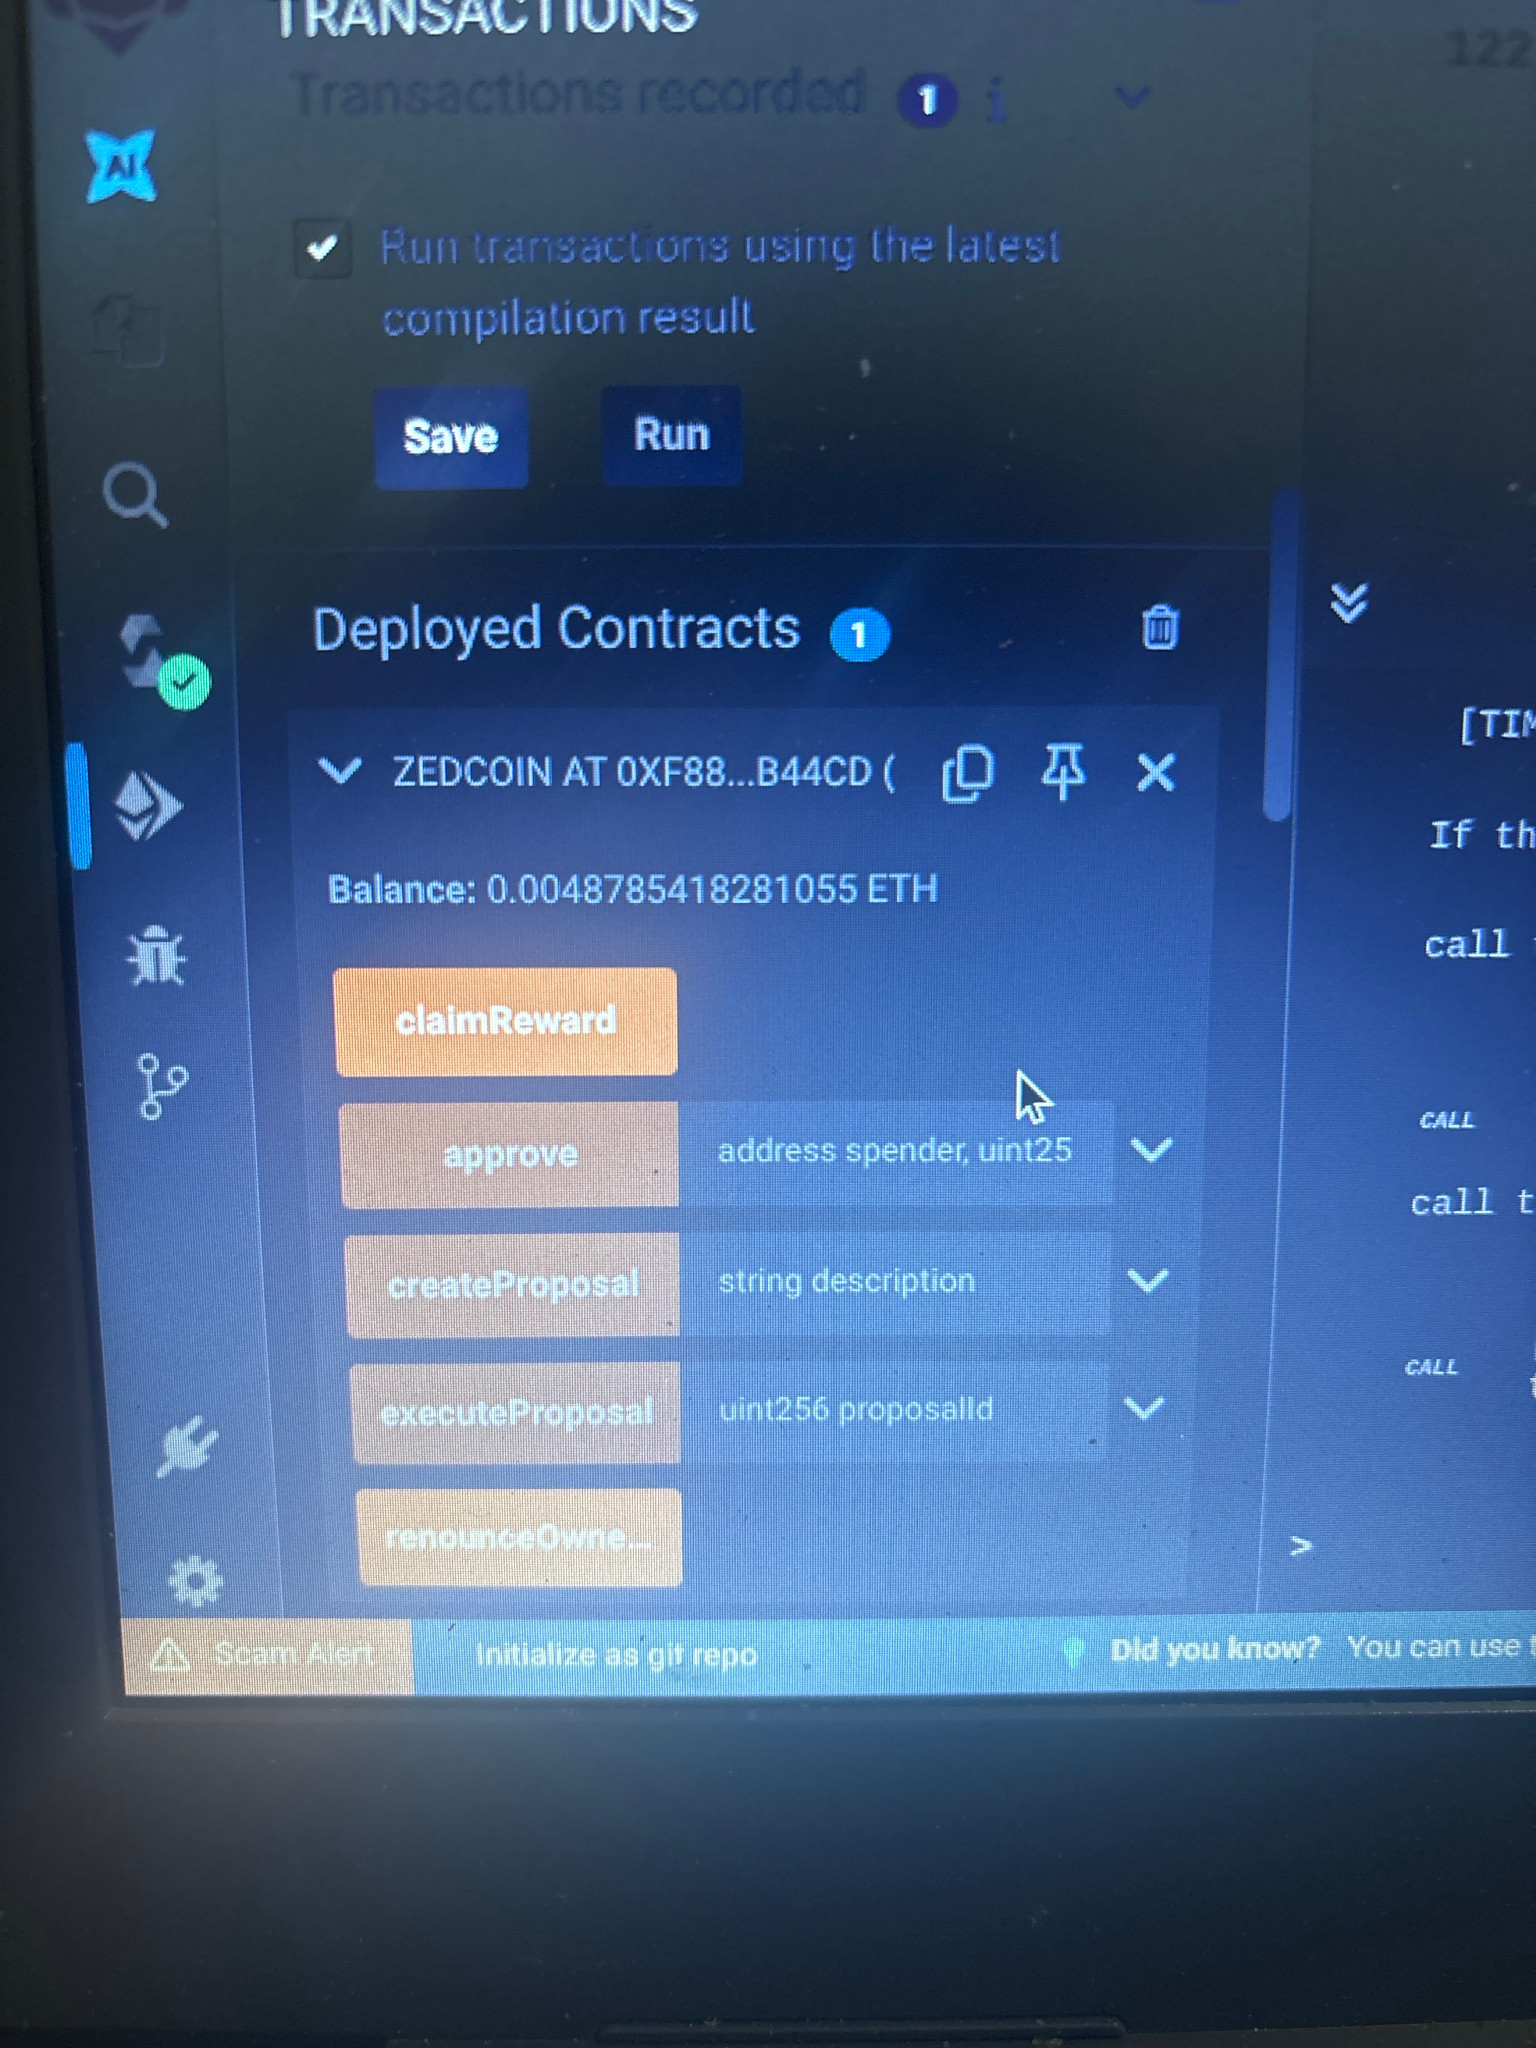 TRANSACTIONS
Transactions recorded 1 i
122
AI
Run transactions using the latest
compilation result
Save Run
Deployed Contracts 1
[TIM
ZEDCOIN AT 0XF88...B44CD (
If th
Balance: 0.0048785418281055 ETH
call
claimReward
CALL
approve address spender, uint25
call t
createProposal string description
CALL
executeProposal uint256 proposalId
renounceOwne...
>
Scam Alert Initialize as git repo Did you know? You can use